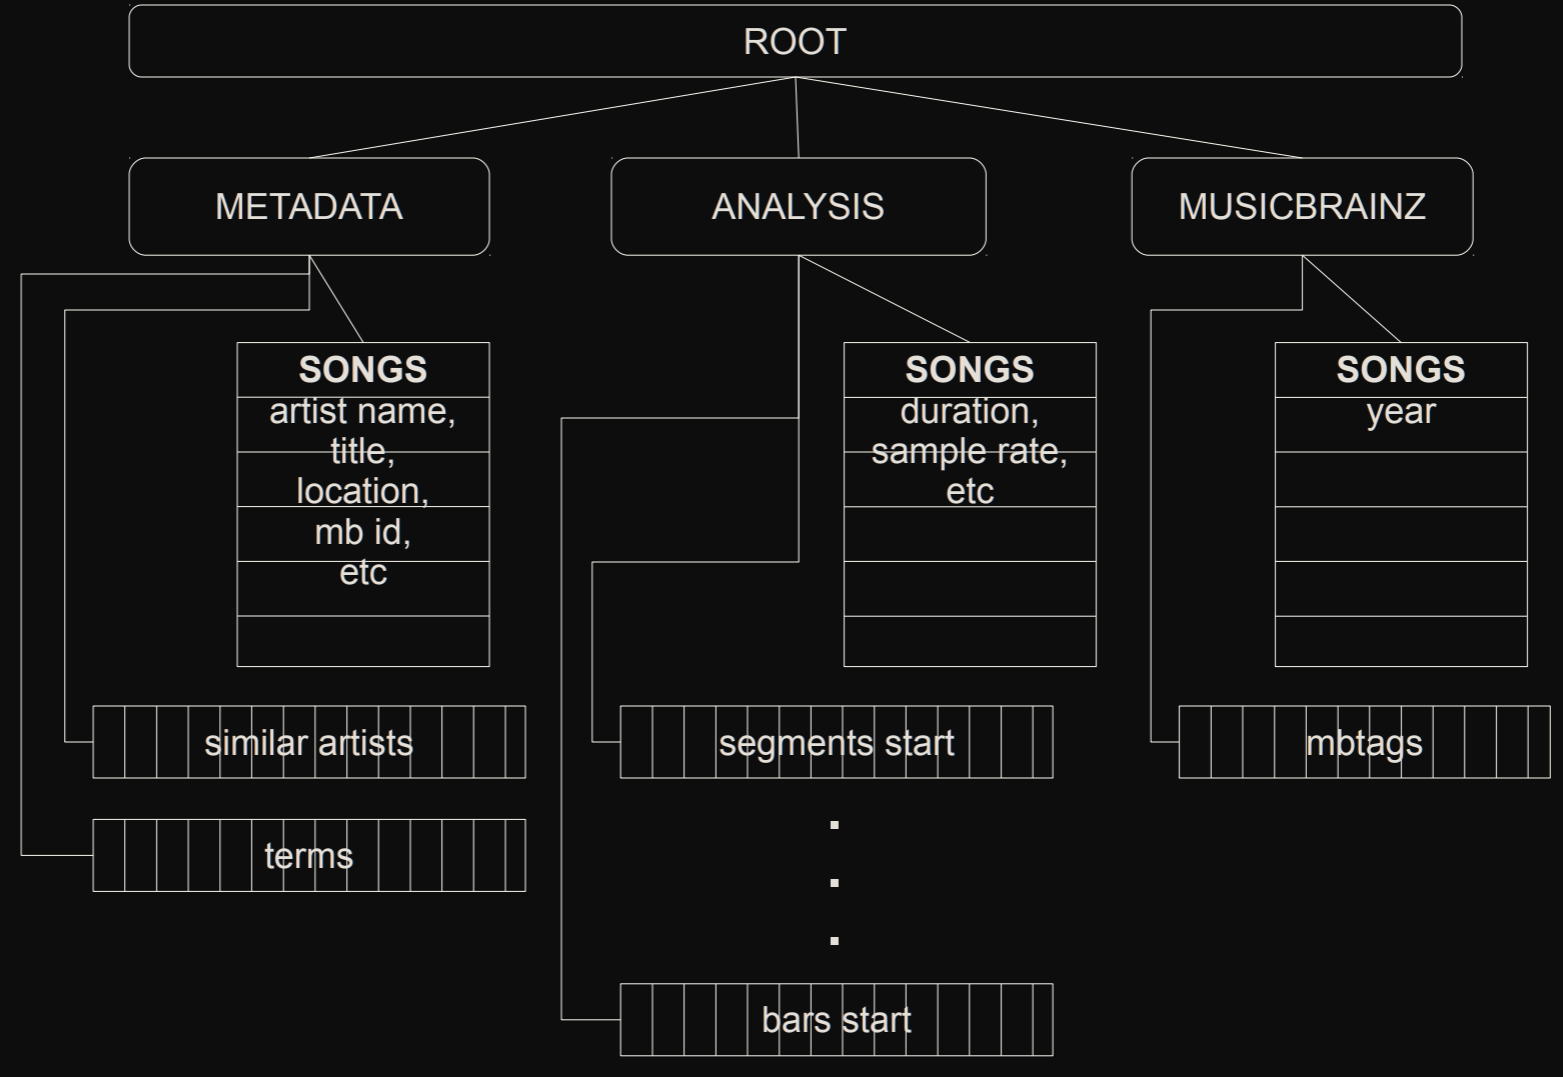 ROOT
METADATA
ANALYSIS
MUSICBRAINZ
SONGS
artist name,
title,
location,
mb id,
etc
SONGS
duration,
sample rate,
etc
SONGS
year
similar artists
segments start
mbtags
terms
bars start